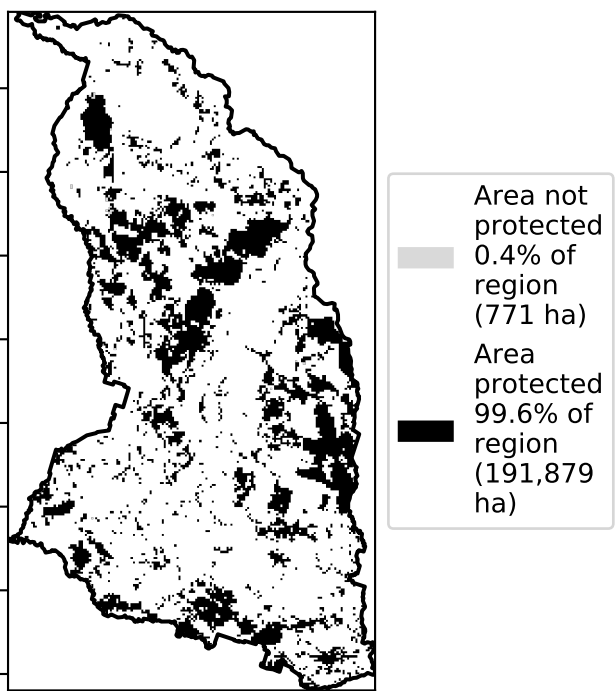 Area not
protected
0.4% of
region
(771 ha)
Area
protected
99.6% of
region
(191,879
ha)